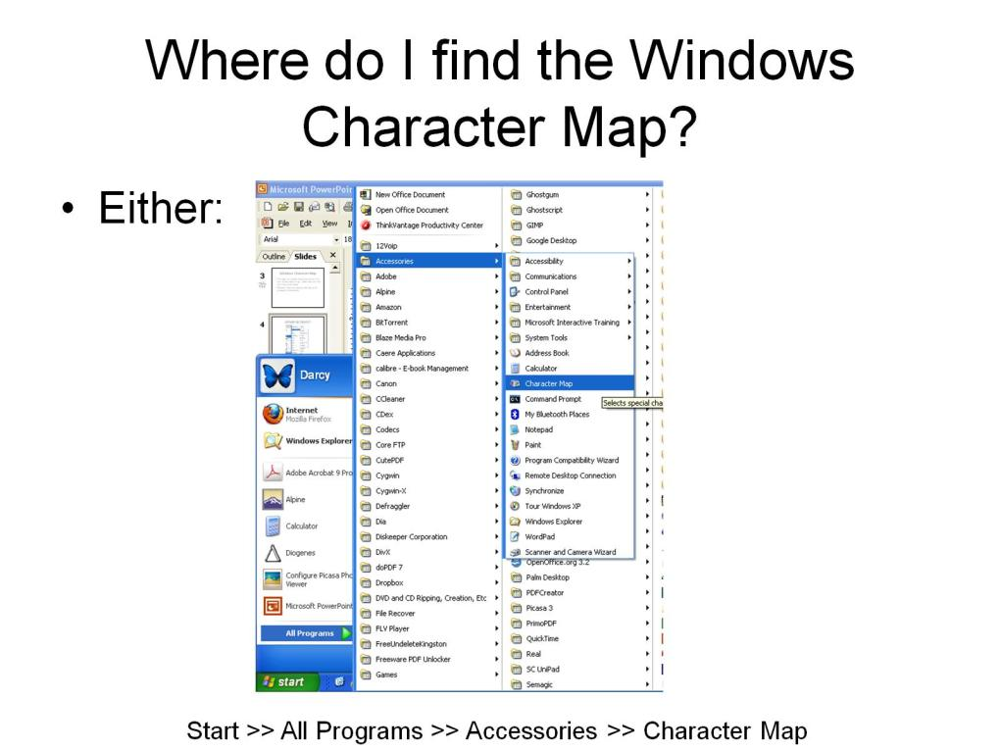 Where do I find the Windows
Character Map?
• Either:
Microsoft PowerPoin
File Edit View
Arial 18
Outline Slides
3
4
Darcy
Internet
Mozilla Firefox
Windows Explorer
Adobe Acrobat 9 Pro
Alpine
Calculator
Diogenes
Configure Picasa Pho
Viewer
Microsoft PowerPoint
All Programs
start
New Office Document
Open Office Document
ThinkVantage Productivity Center
12Voip
Accessories
Adobe
Alpine
Amazon
BitTorrent
Blaze Media Pro
Caere Applications
calibre - E-book Management
Canon
CCleaner
CDex
Codecs
Core FTP
CutePDF
Cygwin
Cygwin-X
Defraggler
Dia
Diskeeper Corporation
DivX
doPDF 7
Dropbox
DVD and CD Ripping, Creation, Etc
File Recover
FLV Player
FreeUndeleteKingston
Freeware PDF Unlocker
Games
Ghostgum
Ghostscript
GIMP
Google Desktop
Accessibility
Communications
Control Panel
Entertainment
Microsoft Interactive Training
System Tools
Address Book
Calculator
Character Map
Selects special cha
Command Prompt
My Bluetooth Places
Notepad
Paint
Program Compatibility Wizard
Remote Desktop Connection
Synchronize
Tour Windows XP
Windows Explorer
WordPad
Scanner and Camera Wizard
OpenOffice.org 3.2
Palm Desktop
PDFCreator
Picasa 3
PrimoPDF
QuickTime
Real
SC UniPad
Semagic
Start >> All Programs >> Accessories >> Character Map